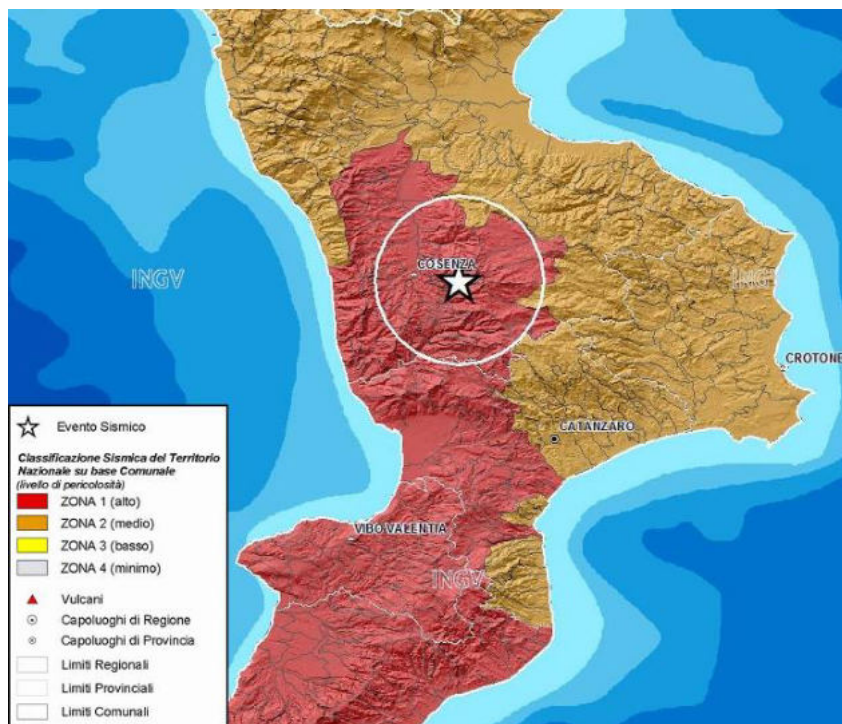 COSENZA
INGV
INGV
CROTONE
CATANZARO
VIBO VALENTIA
INGV
Evento Sismico
Classificazione Sismica del Territorio
Nazionale su base Comunale
(livello di pericolosità)
ZONA 1 (alto)
ZONA 2 (medio)
ZONA 3 (basso)
ZONA 4 (minimo)
Vulcani
Capoluoghi di Regione
Capoluoghi di Provincia
Limiti Regionali
Limiti Provinciali
Limiti Comunali